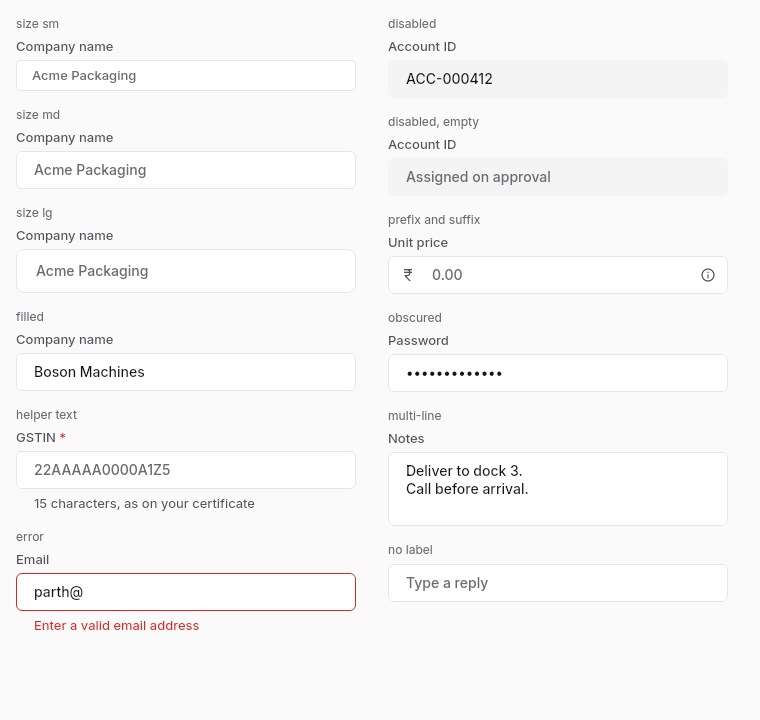 size sm
Company name
Acme Packaging
size md
Company name
Acme Packaging
size lg
Company name
Acme Packaging
filled
Company name
Boson Machines
helper text
GSTIN *
22AAAAA0000A1Z5
15 characters, as on your certificate
error
Email
parth@
Enter a valid email address
disabled
Account ID
ACC-000412
disabled, empty
Account ID
Assigned on approval
prefix and suffix
Unit price
₹ 0.00
obscured
Password
•••••••••••••
multi-line
Notes
Deliver to dock 3.
Call before arrival.
no label
Type a reply